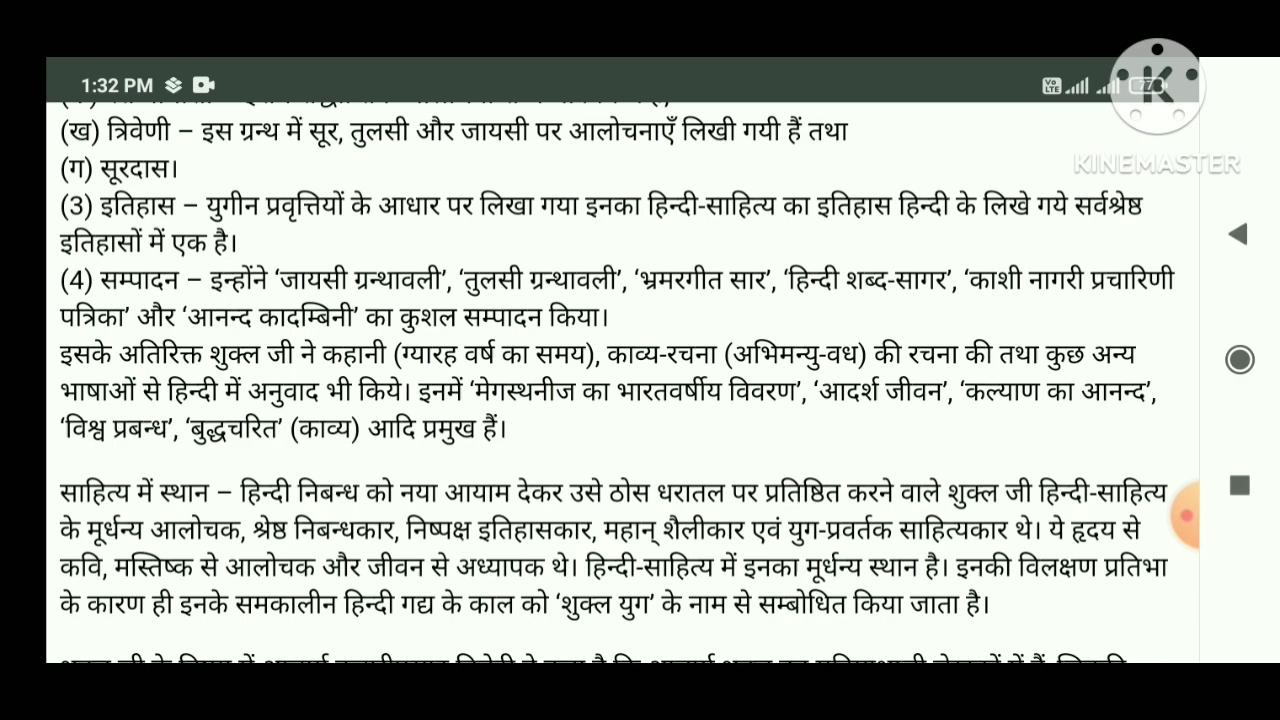 1:32 PM
KINEMASTER
(ख) त्रिवेणी – इस ग्रन्थ में सूर, तुलसी और जायसी पर आलोचनाएँ लिखी गयी हैं तथा
(ग) सूरदास।
(3) इतिहास – युगीन प्रवृत्तियों के आधार पर लिखा गया इनका हिन्दी-साहित्य का इतिहास हिन्दी के लिखे गये सर्वश्रेष्ठ
इतिहासों में एक है।
(4) सम्पादन – इन्होंने ‘जायसी ग्रन्थावली’, ‘तुलसी ग्रन्थावली’, ‘भ्रमरगीत सार’, ‘हिन्दी शब्द-सागर’, ‘काशी नागरी प्रचारिणी
पत्रिका’ और ‘आनन्द कादम्बिनी’ का कुशल सम्पादन किया।
इसके अतिरिक्त शुक्ल जी ने कहानी (ग्यारह वर्ष का समय), काव्य-रचना (अभिमन्यु-वध) की रचना की तथा कुछ अन्य
भाषाओं से हिन्दी में अनुवाद भी किये। इनमें ‘मेगस्थनीज का भारतवर्षीय विवरण’, ‘आदर्श जीवन’, ‘कल्याण का आनन्द’,
‘विश्व प्रबन्ध’, ‘बुद्धचरित’ (काव्य) आदि प्रमुख हैं।
साहित्य में स्थान – हिन्दी निबन्ध को नया आयाम देकर उसे ठोस धरातल पर प्रतिष्ठित करने वाले शुक्ल जी हिन्दी-साहित्य
के मूर्धन्य आलोचक, श्रेष्ठ निबन्धकार, निष्पक्ष इतिहासकार, महान् शैलीकार एवं युग-प्रवर्तक साहित्यकार थे। ये हृदय से
कवि, मस्तिष्क से आलोचक और जीवन से अध्यापक थे। हिन्दी-साहित्य में इनका मूर्धन्य स्थान है। इनकी विलक्षण प्रतिभा
के कारण ही इनके समकालीन हिन्दी गद्य के काल को ‘शुक्ल युग’ के नाम से सम्बोधित किया जाता है।